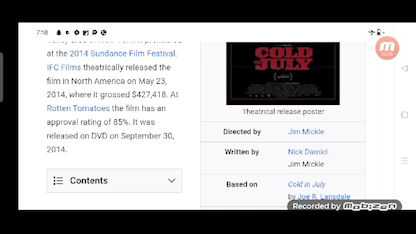 7:18
at the 2014 Sundance Film Festival.
IFC Films theatrically released the
film in North America on May 23,
2014, where it grossed $427,418. At
Rotten Tomatoes the film has an
approval rating of 85%. It was
released on DVD on September 30,
2014.
Contents
COLD
JULY
Theatrical release poster
Directed by Jim Mickle
Written by Nick Damici
Jim Mickle
Based on Cold in July
by Joe R. Lansdale
Recorded by Mobizen